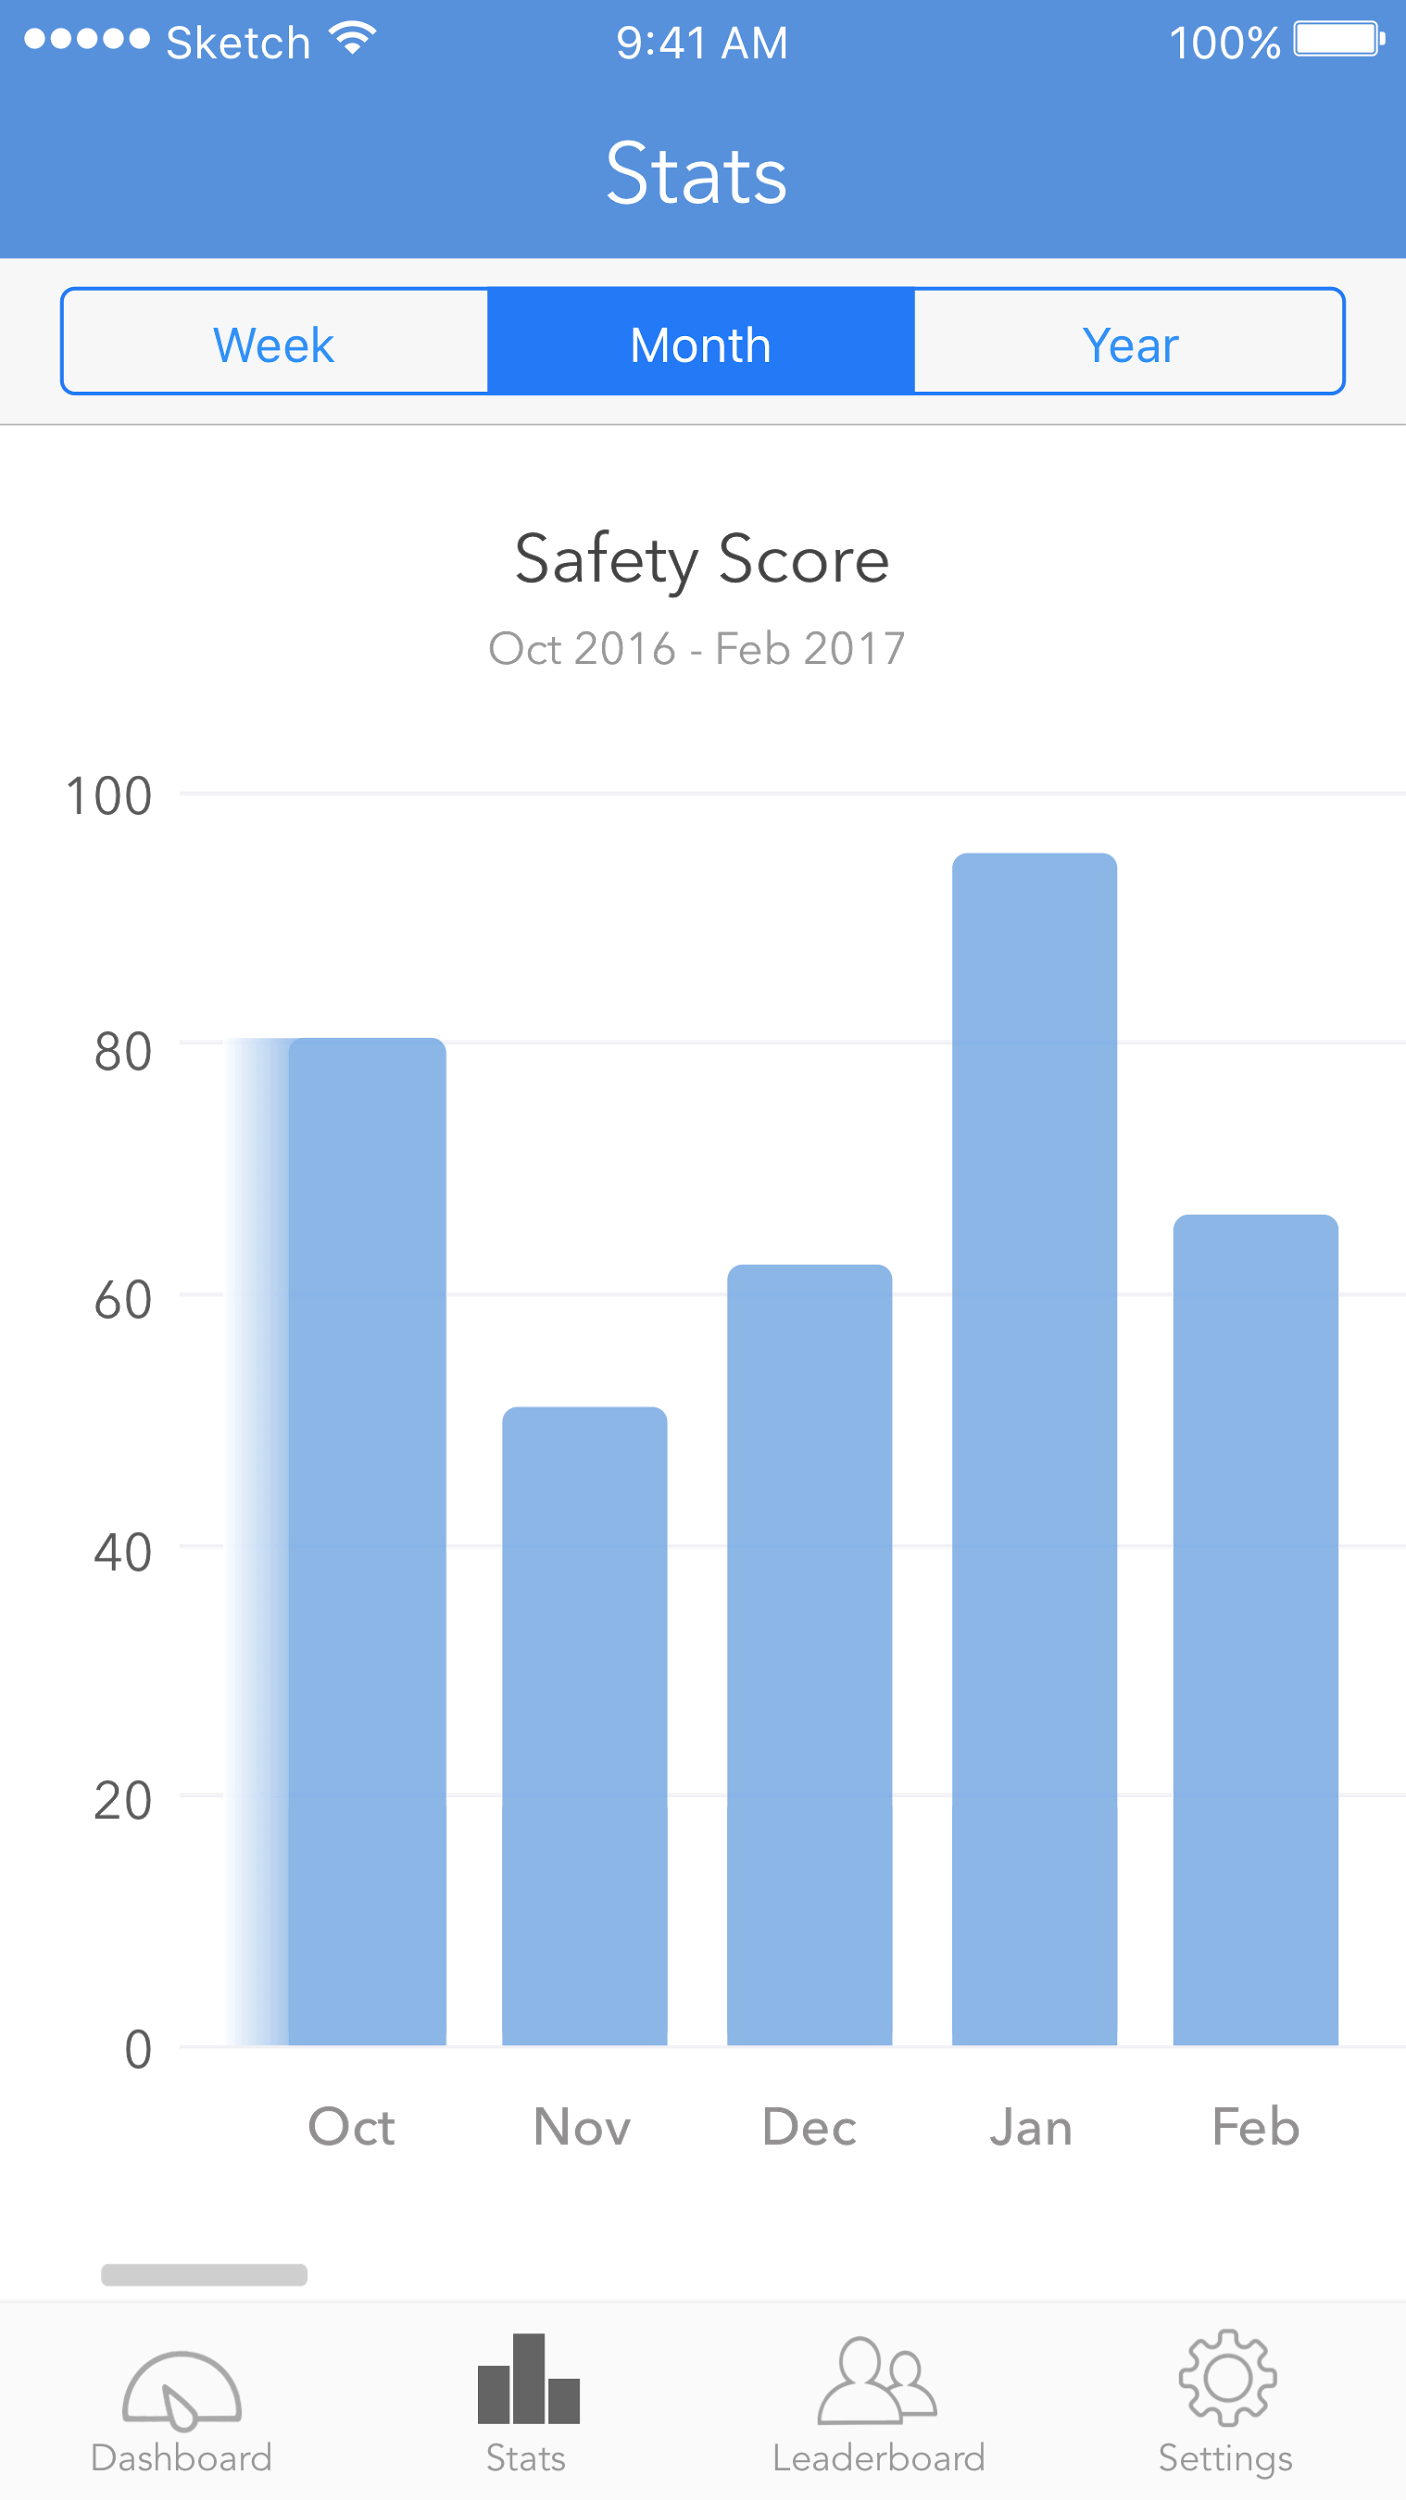 Sketch 9:41 AM 100%
Stats
Week Month Year
Safety Score
Oct 2016 - Feb 2017
100
80
60
40
20
0
Oct Nov Dec Jan Feb
Dashboard Stats Leaderboard Settings